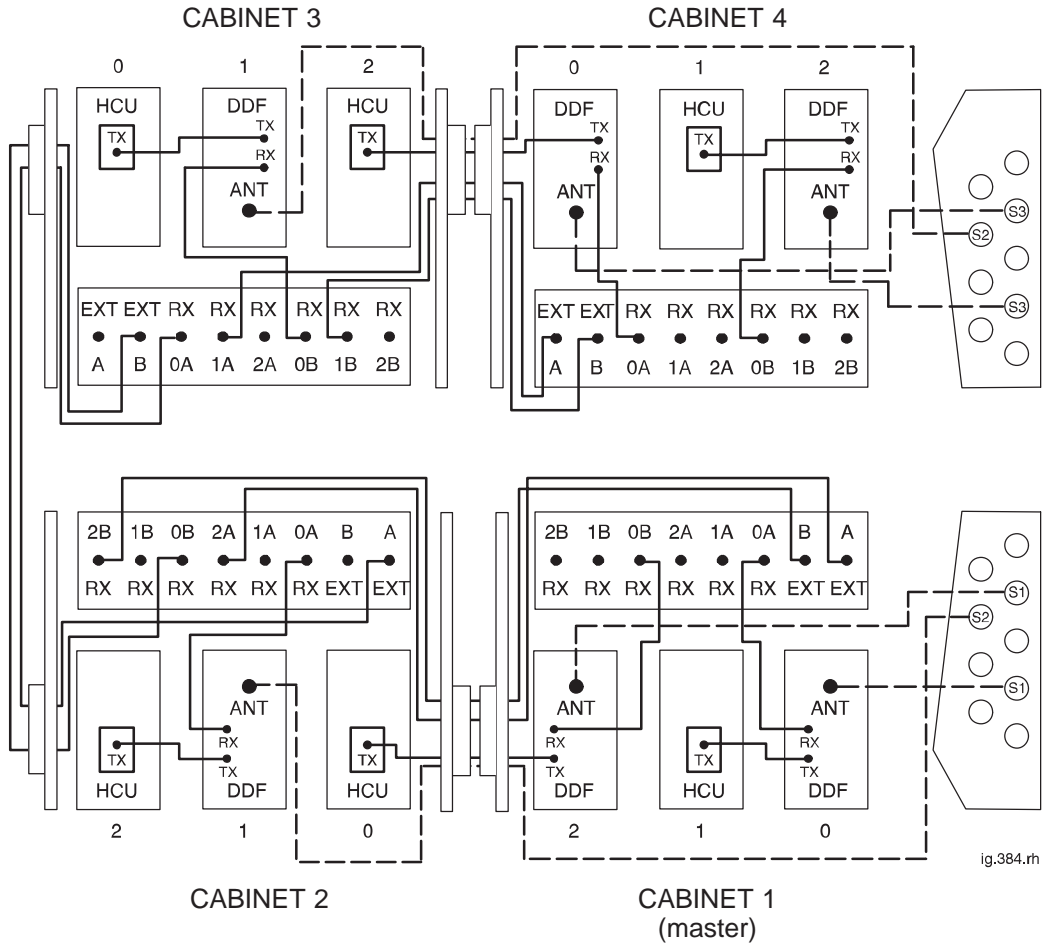 CABINET 3
CABINET 4
0 1 2
0 1 2
HCU DDF HCU
TX TX RX TX
ANT
DDF HCU DDF
TX RX TX TX RX
ANT ANT
S3
S2
S3
EXT EXT RX RX RX RX RX RX
A B 0A 1A 2A 0B 1B 2B
EXT EXT RX RX RX RX RX RX
A B 0A 1A 2A 0B 1B 2B
2B 1B 0B 2A 1A 0A B A
RX RX RX RX RX RX EXT EXT
2B 1B 0B 2A 1A 0A B A
RX RX RX RX RX RX EXT EXT
S1
S2
S1
ANT
TX RX TX TX
HCU DDF HCU
2 1 0
ANT ANT
RX TX TX RX TX
DDF HCU DDF
2 1 0
ig.384.rh
CABINET 2
CABINET 1
(master)